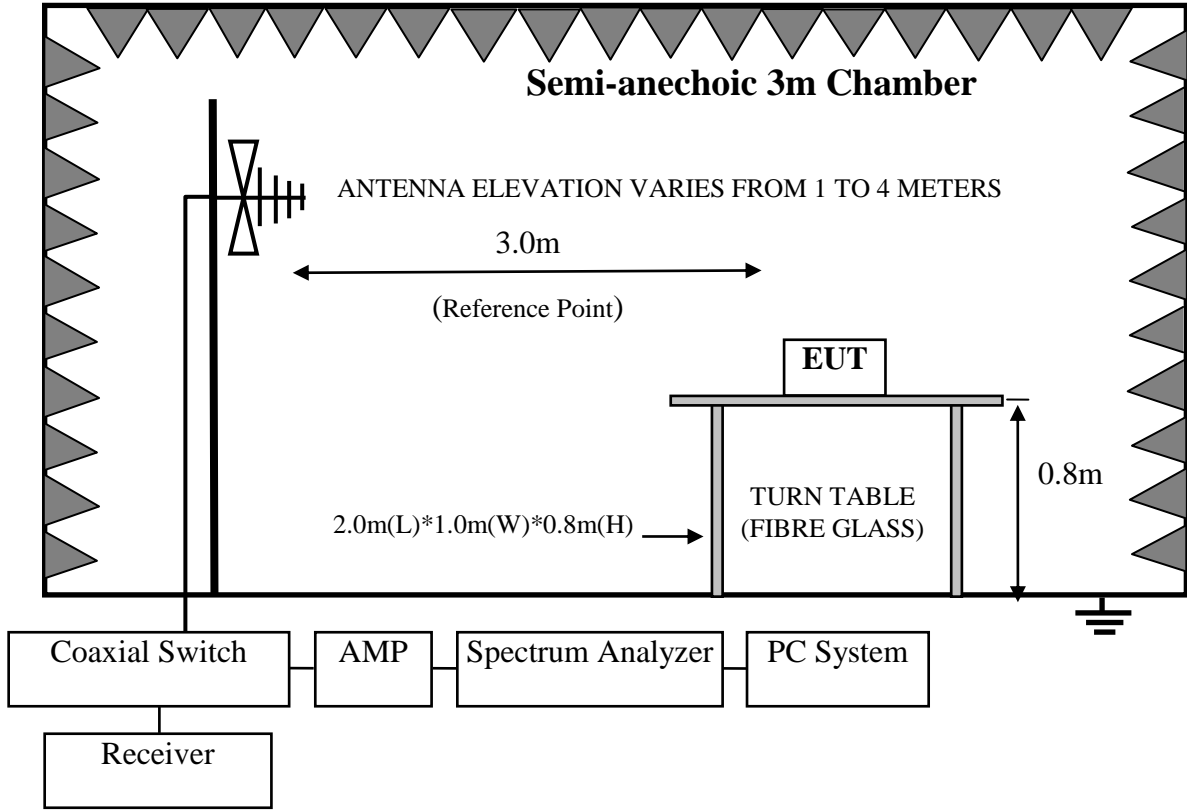 Semi-anechoic 3m Chamber
ANTENNA ELEVATION VARIES FROM 1 TO 4 METERS
3.0m
(Reference Point)
EUT
0.8m
TURN TABLE
(FIBRE GLASS)
2.0m(L)*1.0m(W)*0.8m(H)
Coaxial Switch
AMP
Spectrum Analyzer
PC System
Receiver